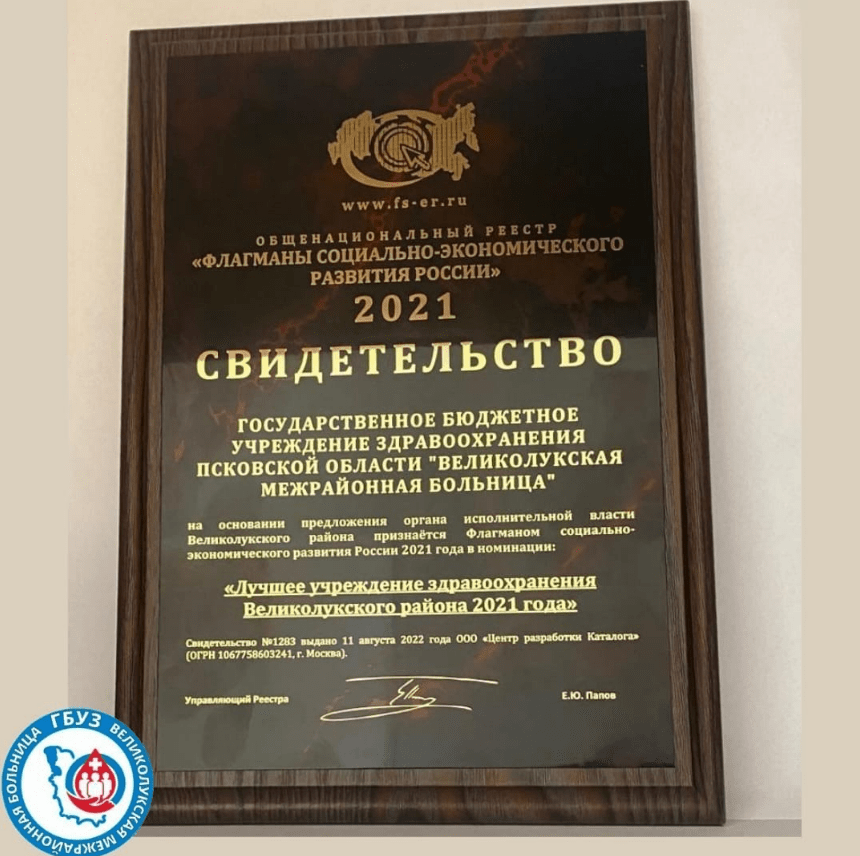 www.fs-er.ru
ОБЩЕНАЦИОНАЛЬНЫЙ РЕЕСТР
«ФЛАГМАНЫ СОЦИАЛЬНО-ЭКОНОМИЧЕСКОГО
РАЗВИТИЯ РОССИИ»
2021
СВИДЕТЕЛЬСТВО
ГОСУДАРСТВЕННОЕ БЮДЖЕТНОЕ
УЧРЕЖДЕНИЕ ЗДРАВООХРАНЕНИЯ
ПСКОВСКОЙ ОБЛАСТИ "ВЕЛИКОЛУКСКАЯ
МЕЖРАЙОННАЯ БОЛЬНИЦА"
на основании предложения органа исполнительной власти
Великолукского района признаётся Флагманом социально-
экономического развития России 2021 года в номинации:
«Лучшее учреждение здравоохранения
Великолукского района 2021 года»
Свидетельство №1283 выдано 11 августа 2022 года ООО «Центр разработки Каталога»
(ОГРН 1067758603241, г. Москва).
Управляющий Реестра
Е.Ю. Папов
ГБУЗ ВЕЛИКОЛУКСКАЯ МЕЖРАЙОННАЯ БОЛЬНИЦА